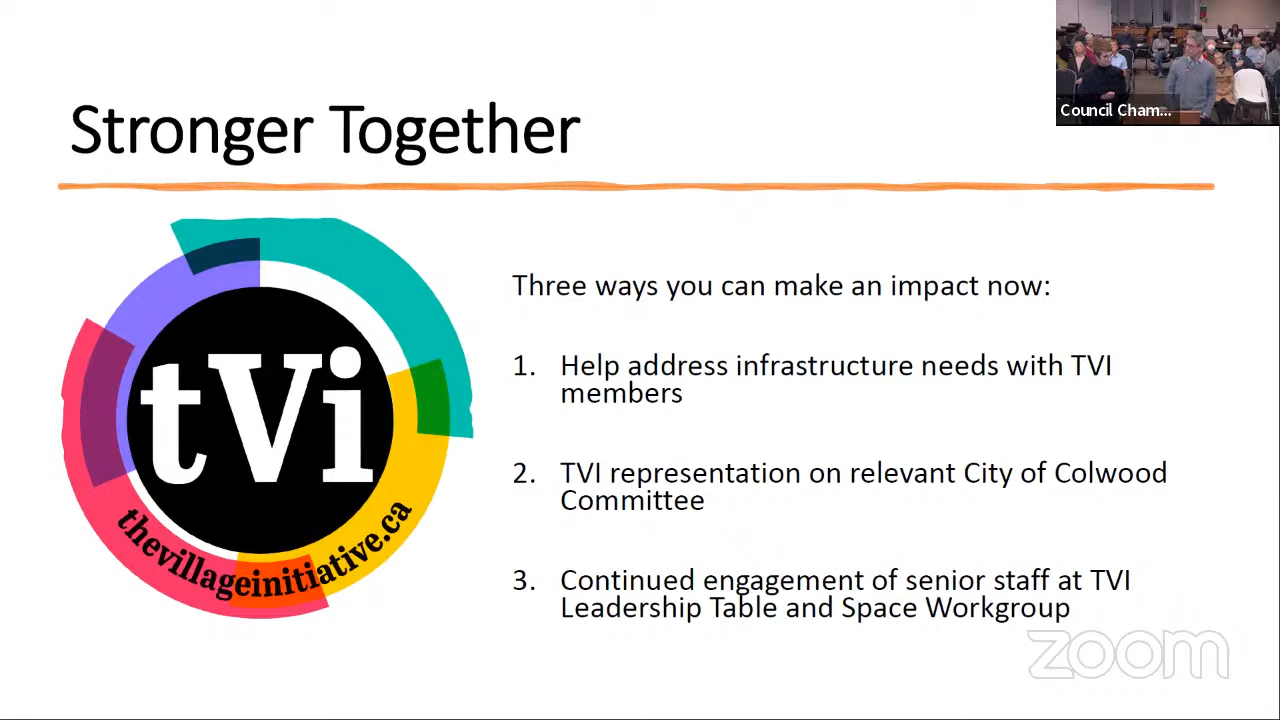 Council Cham...
Stronger Together
tVi
thevillageinitiative.ca
Three ways you can make an impact now:
1. Help address infrastructure needs with TVI
members
2. TVI representation on relevant City of Colwood
Committee
3. Continued engagement of senior staff at TVI
Leadership Table and Space Workgroup
zoom